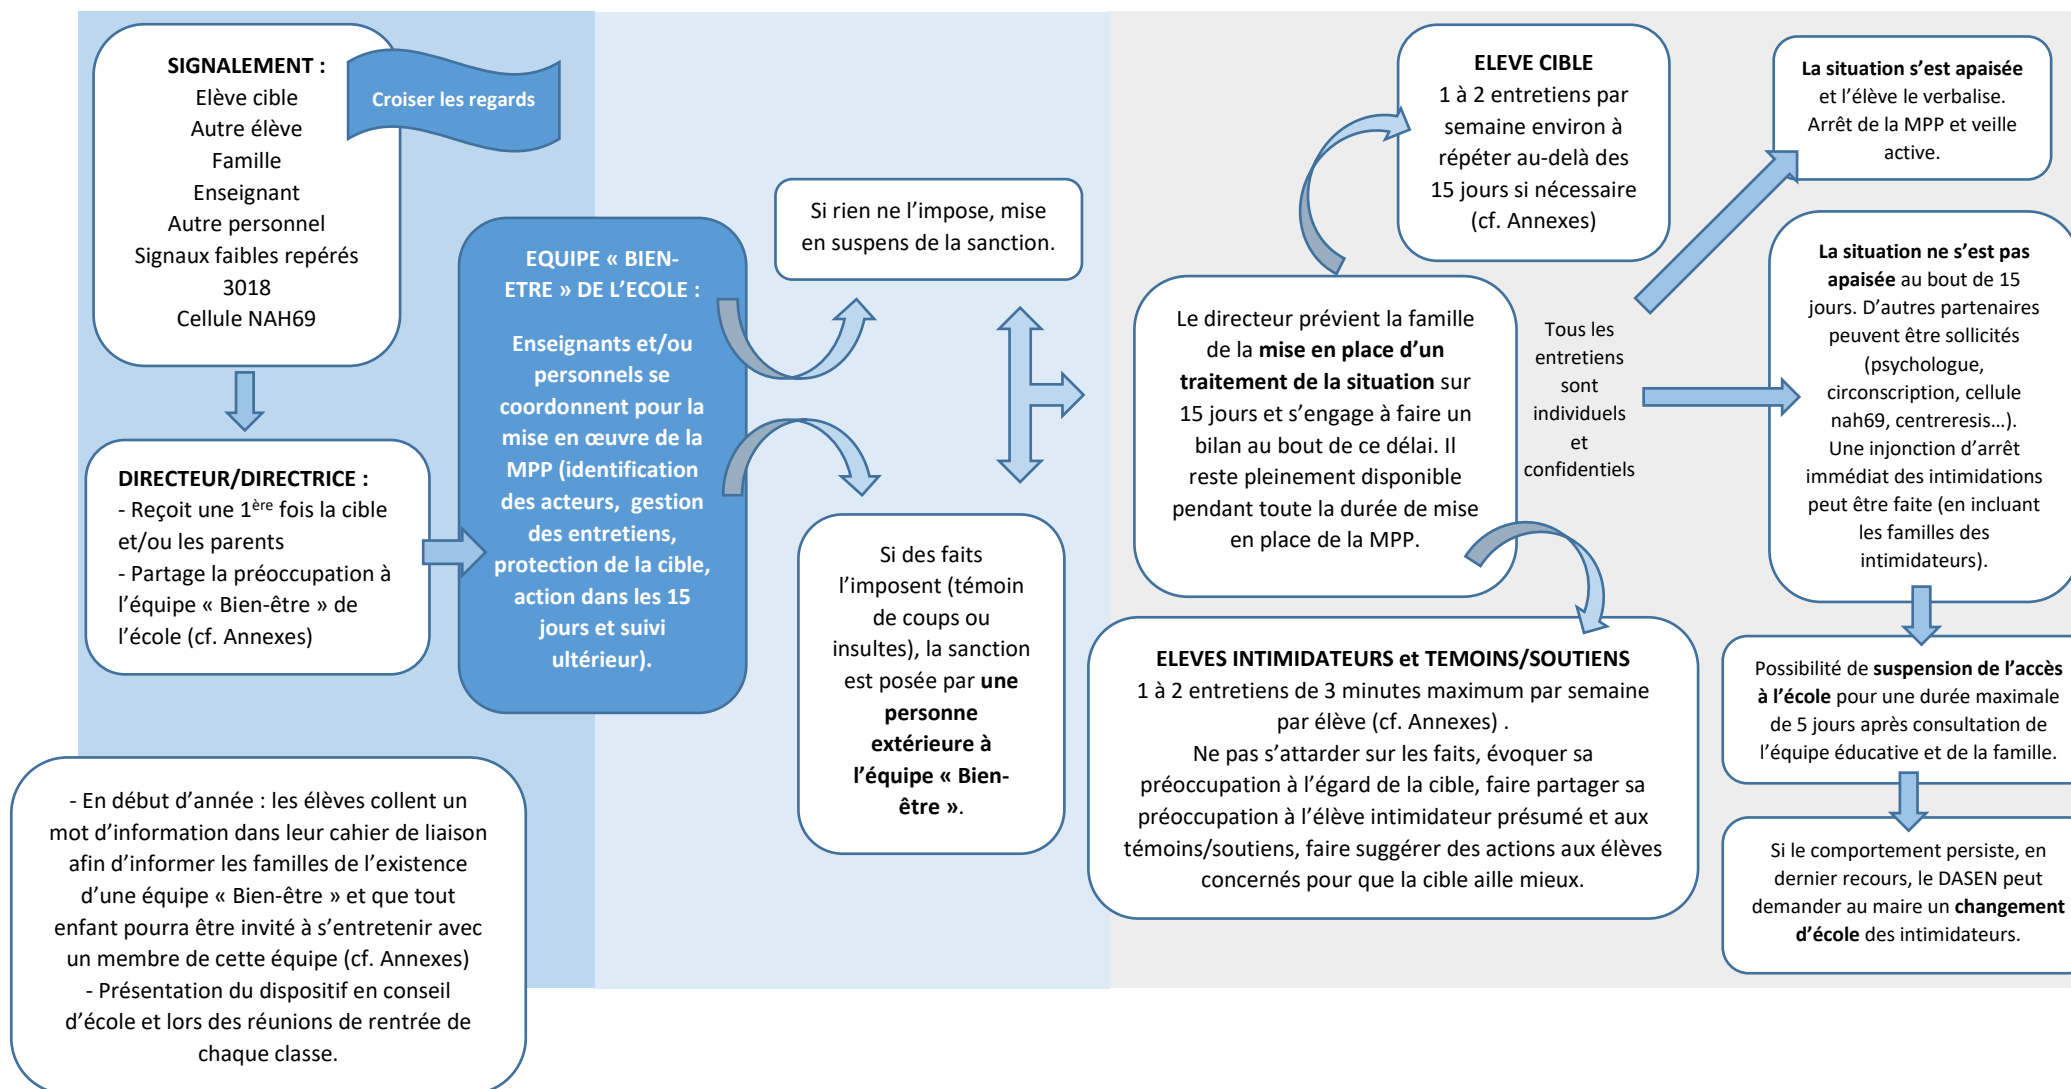 SIGNALEMENT :
Elève cible
Autre élève
Famille
Enseignant
Autre personnel
Signaux faibles repérés
3018
Cellule NAH69
Croiser les regards
DIRECTEUR/DIRECTRICE :
- Reçoit une 1ère fois la cible
et/ou les parents
- Partage la préoccupation à
l’équipe « Bien-être » de
l’école (cf. Annexes)
- En début d’année : les élèves collent un
mot d’information dans leur cahier de liaison
afin d’informer les familles de l’existence
d’une équipe « Bien-être » et que tout
enfant pourra être invité à s’entretenir avec
un membre de cette équipe (cf. Annexes)
- Présentation du dispositif en conseil
d’école et lors des réunions de rentrée de
chaque classe.
EQUIPE « BIEN-
ETRE » DE L’ECOLE :
Enseignants et/ou
personnels se
coordonnent pour la
mise en œuvre de la
MPP (identification
des acteurs, gestion
des entretiens,
protection de la cible,
action dans les 15
jours et suivi
ultérieur).
Si rien ne l’impose, mise
en suspens de la sanction.
Si des faits
l’imposent (témoin
de coups ou
insultes), la sanction
est posée par une
personne
extérieure à
l’équipe « Bien-
être ».
ELEVE CIBLE
1 à 2 entretiens par
semaine environ à
répéter au-delà des
15 jours si nécessaire
(cf. Annexes)
Le directeur prévient la famille
de la mise en place d’un
traitement de la situation sur
15 jours et s’engage à faire un
bilan au bout de ce délai. Il
reste pleinement disponible
pendant toute la durée de mise
en place de la MPP.
Tous les
entretiens
sont
individuels
et
confidentiels
ELEVES INTIMIDATEURS et TEMOINS/SOUTIENS
1 à 2 entretiens de 3 minutes maximum par semaine
par élève (cf. Annexes) .
Ne pas s’attarder sur les faits, évoquer sa
préoccupation à l’égard de la cible, faire partager sa
préoccupation à l’élève intimidateur présumé et aux
témoins/soutiens, faire suggérer des actions aux élèves
concernés pour que la cible aille mieux.
La situation s’est apaisée
et l’élève le verbalise.
Arrêt de la MPP et veille
active.
La situation ne s’est pas
apaisée au bout de 15
jours. D’autres partenaires
peuvent être sollicités
(psychologue,
circonscription, cellule
nah69, centreresis…).
Une injonction d’arrêt
immédiat des intimidations
peut être faite (en incluant
les familles des
intimidateurs).
Possibilité de suspension de l’accès
à l’école pour une durée maximale
de 5 jours après consultation de
l’équipe éducative et de la famille.
Si le comportement persiste, en
dernier recours, le DASEN peut
demander au maire un changement
d’école des intimidateurs.